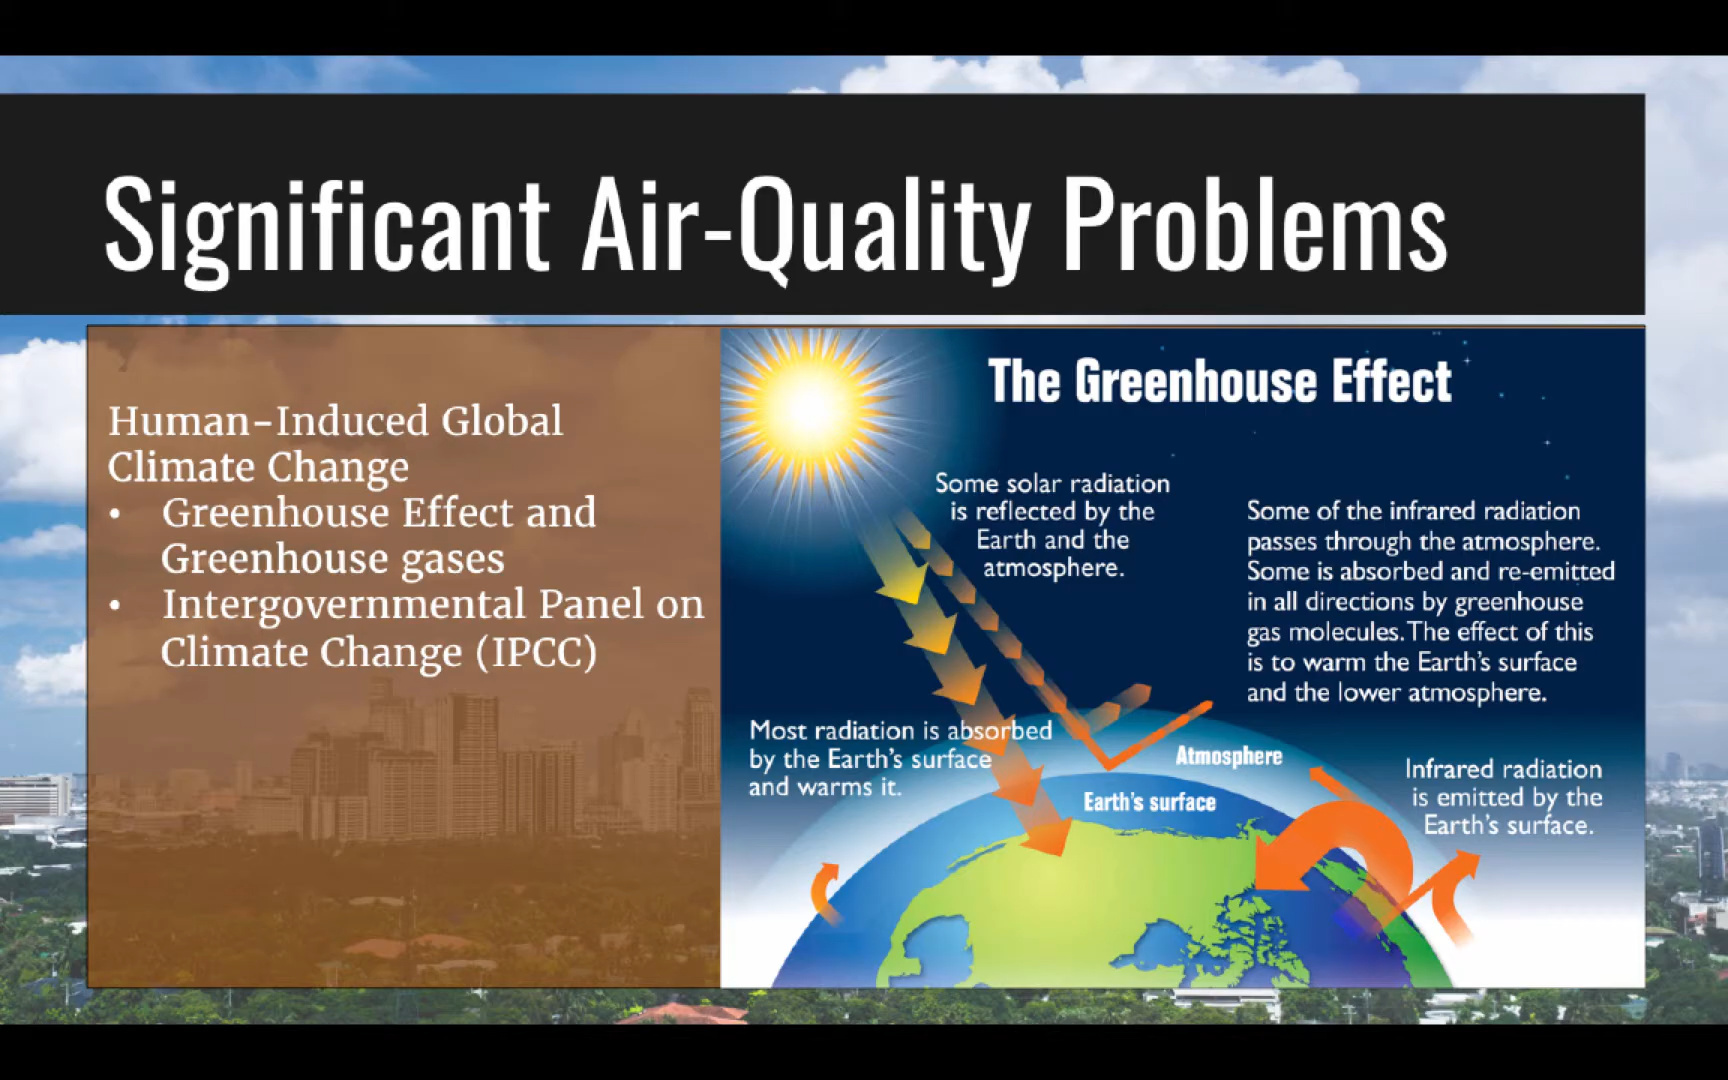 Significant Air-Quality Problems
Human-Induced Global
Climate Change
• Greenhouse Effect and
Greenhouse gases
• Intergovernmental Panel on
Climate Change (IPCC)
The Greenhouse Effect
Some solar radiation
is reflected by the
Earth and the
atmosphere.
Some of the infrared radiation
passes through the atmosphere.
Some is absorbed and re-emitted
in all directions by greenhouse
gas molecules. The effect of this
is to warm the Earth's surface
and the lower atmosphere.
Most radiation is absorbed
by the Earth's surface
and warms it.
Atmosphere
Earth's surface
Infrared radiation
is emitted by the
Earth's surface.